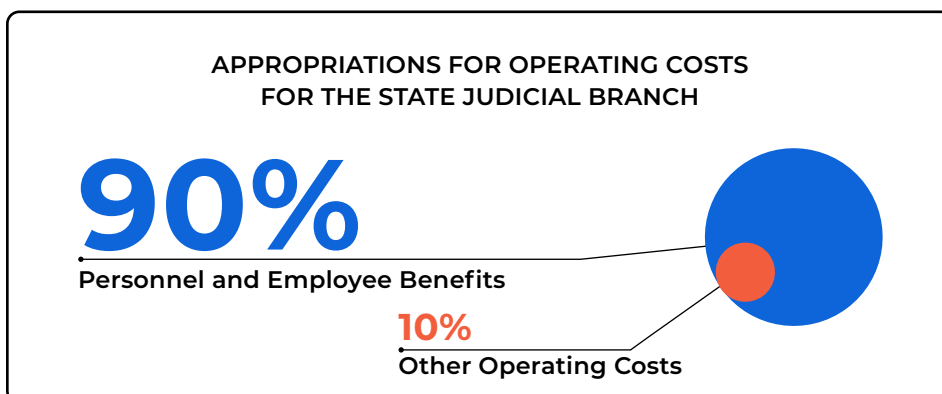 APPROPRIATIONS FOR OPERATING COSTS
FOR THE STATE JUDICIAL BRANCH
90%
Personnel and Employee Benefits
10%
Other Operating Costs